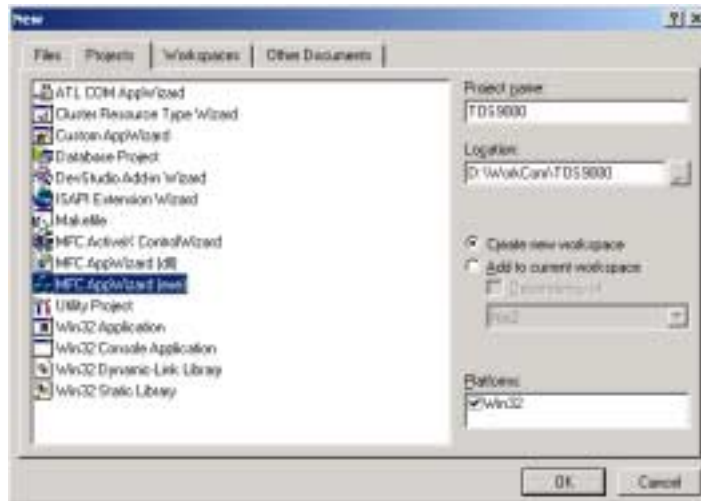 New
Files Projects Workspaces Other Documents
ATL COM AppWizard
Cluster Resource Type Wizard
Custom AppWizard
Database Project
DevStudio Add-in Wizard
ISAPI Extension Wizard
Makefile
MFC ActiveX ControlWizard
MFC AppWizard (dll)
MFC AppWizard (exe)
Utility Project
Win32 Application
Win32 Console Application
Win32 Dynamic-Link Library
Win32 Static Library
Project name:
TDS9000
Location:
...
Create new workspace
Add to current workspace
Dependency of:
Platforms:
Win32
OK Cancel